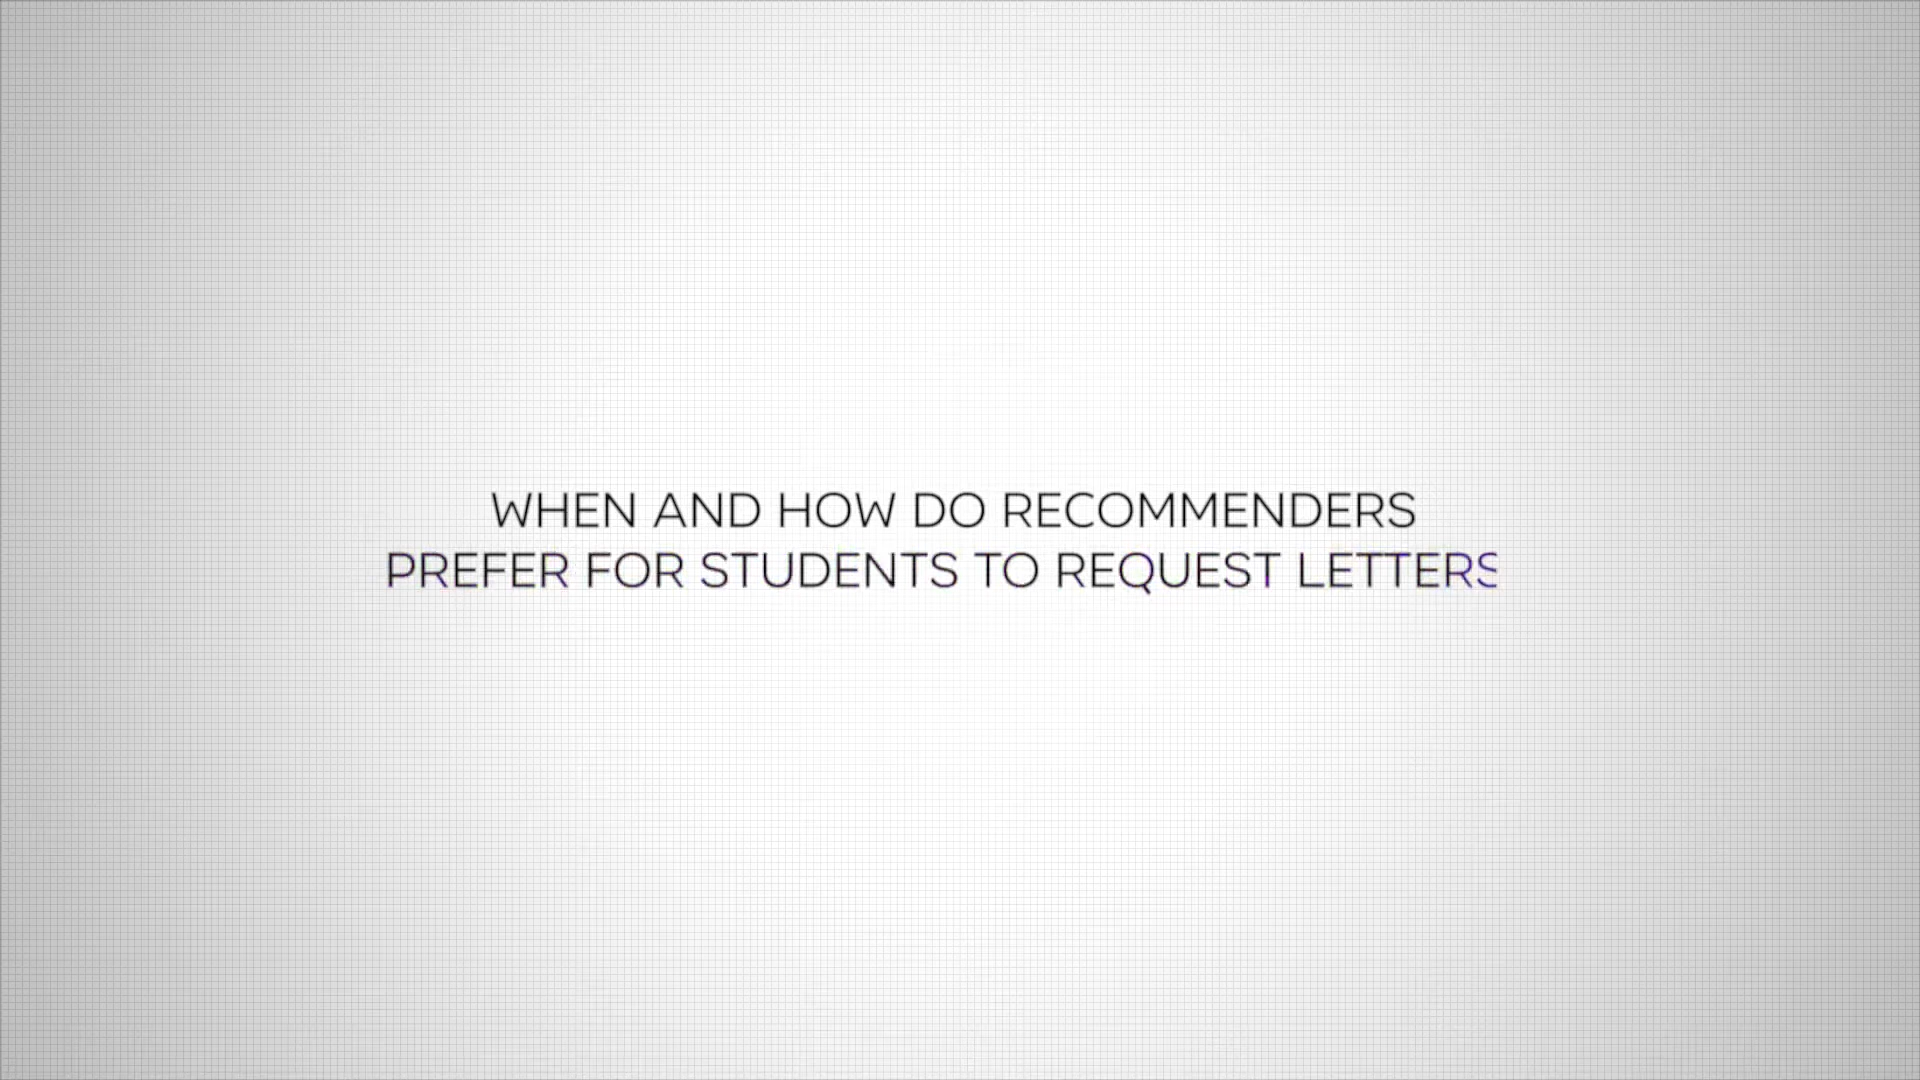 WHEN AND HOW DO RECOMMENDERS
PREFER FOR STUDENTS TO REQUEST LETTERS